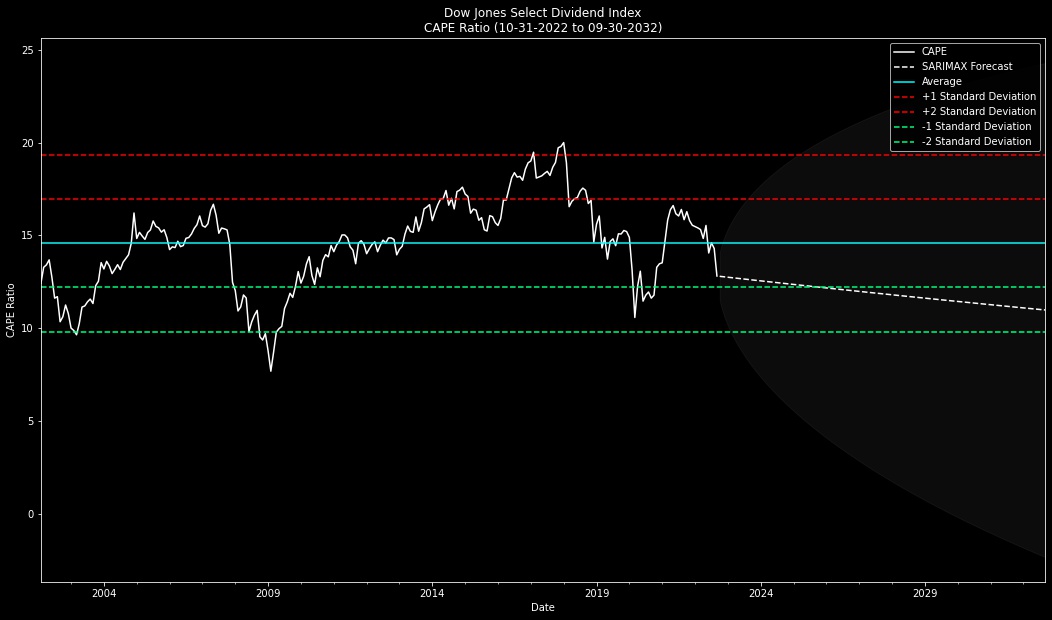 Dow Jones Select Dividend Index
CAPE Ratio (10-31-2022 to 09-30-2032)
CAPE
SARIMAX Forecast
Average
+1 Standard Deviation
+2 Standard Deviation
-1 Standard Deviation
-2 Standard Deviation
CAPE Ratio
25
20
15
10
5
0
2004
2009
2014
2019
2024
2029
Date